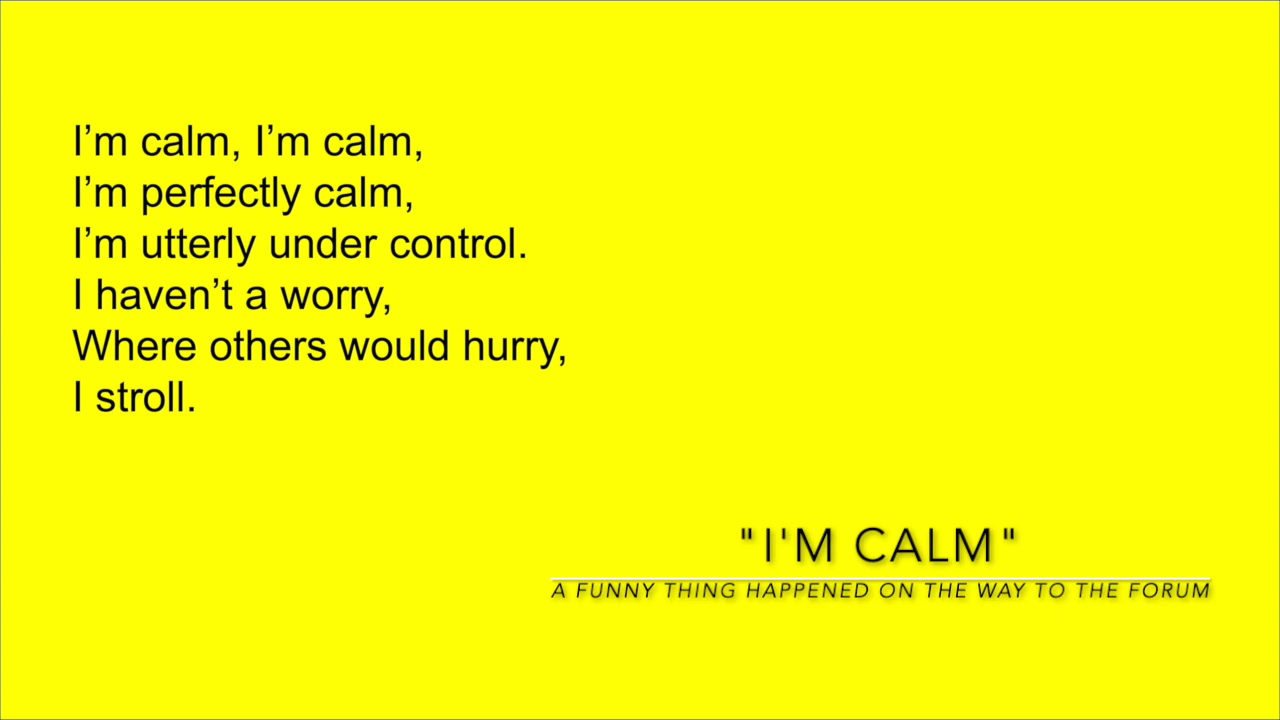 I’m calm, I’m calm,
I’m perfectly calm,
I’m utterly under control.
I haven’t a worry,
Where others would hurry,
I stroll.
"I'M CALM"
A FUNNY THING HAPPENED ON THE WAY TO THE FORUM